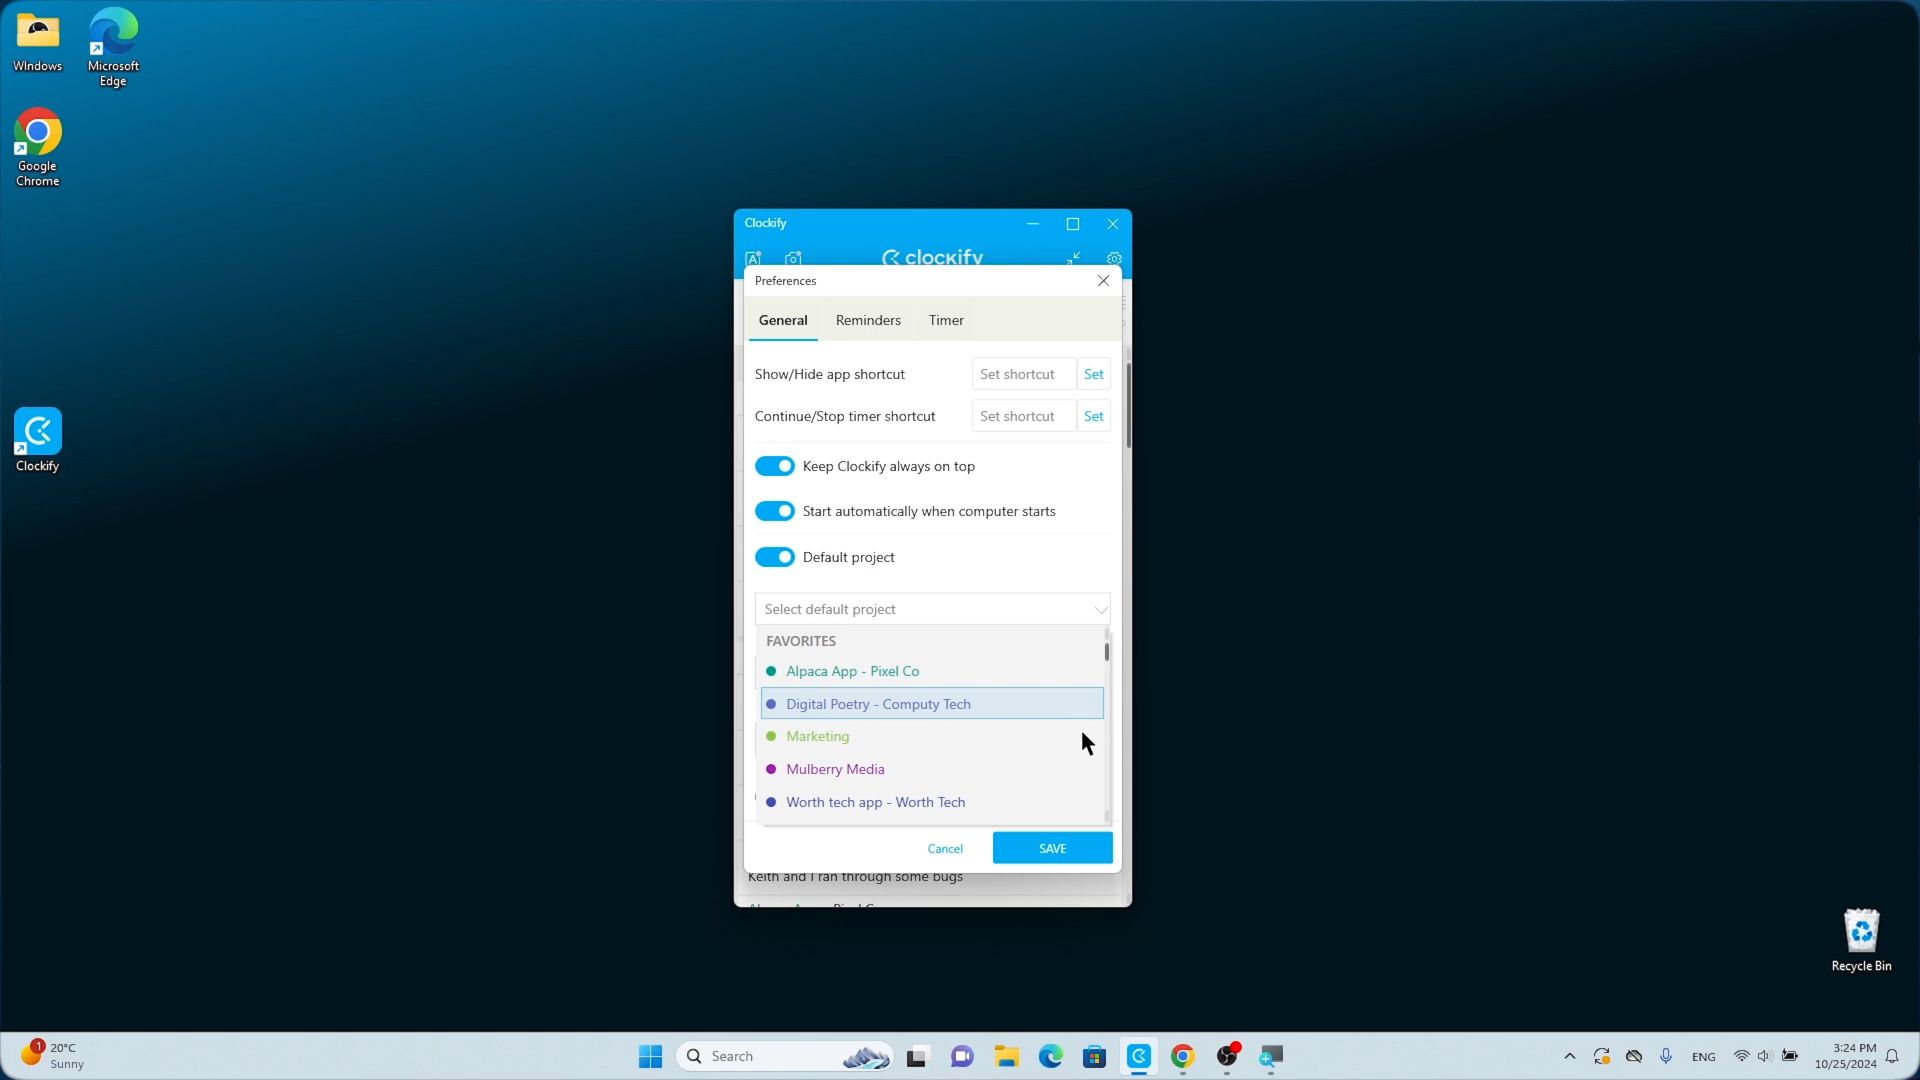 WIndows
Microsoft
Edge
Google
Chrome
Clockify
Clockify
clockify
Preferences
General
Reminders
Timer
Show/Hide app shortcut
Set shortcut
Set
Continue/Stop timer shortcut
Set shortcut
Set
Keep Clockify always on top
Start automatically when computer starts
Default project
Select default project
FAVORITES
Alpaca App - Pixel Co
Digital Poetry - Computy Tech
Marketing
Mulberry Media
Worth tech app - Worth Tech
Cancel
SAVE
Keith and I ran through some bugs
Recycle Bin
1
20°C
Sunny
Search
ENG
3:24 PM
10/25/2024